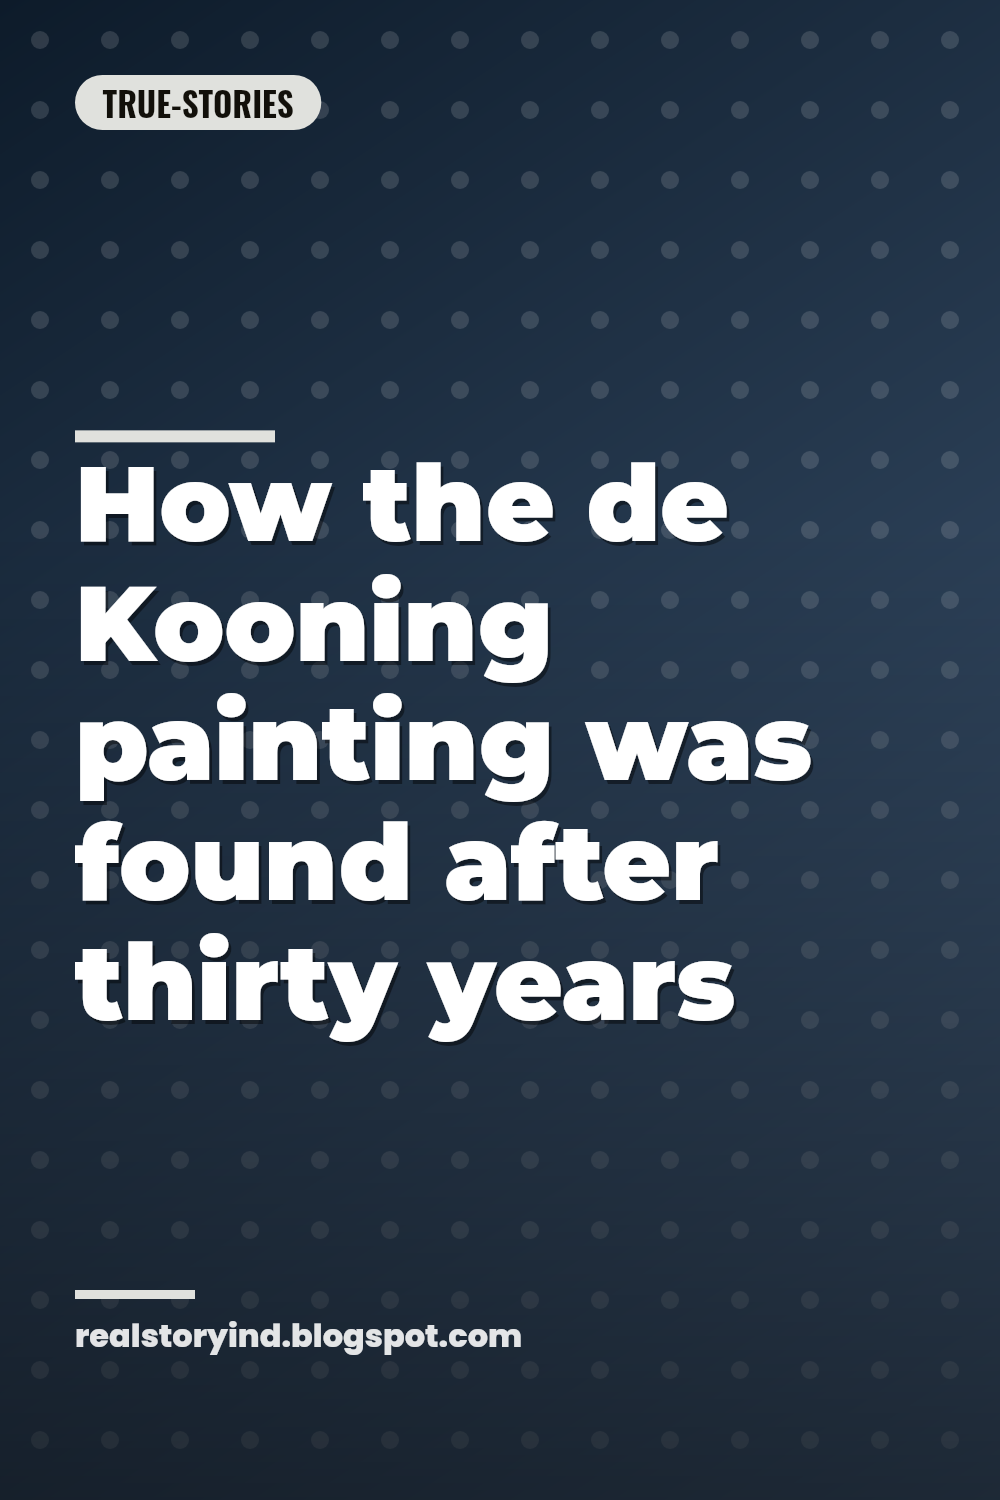 TRUE-STORIES
How the de
Kooning
painting was
found after
thirty years
realstoryind.blogspot.com